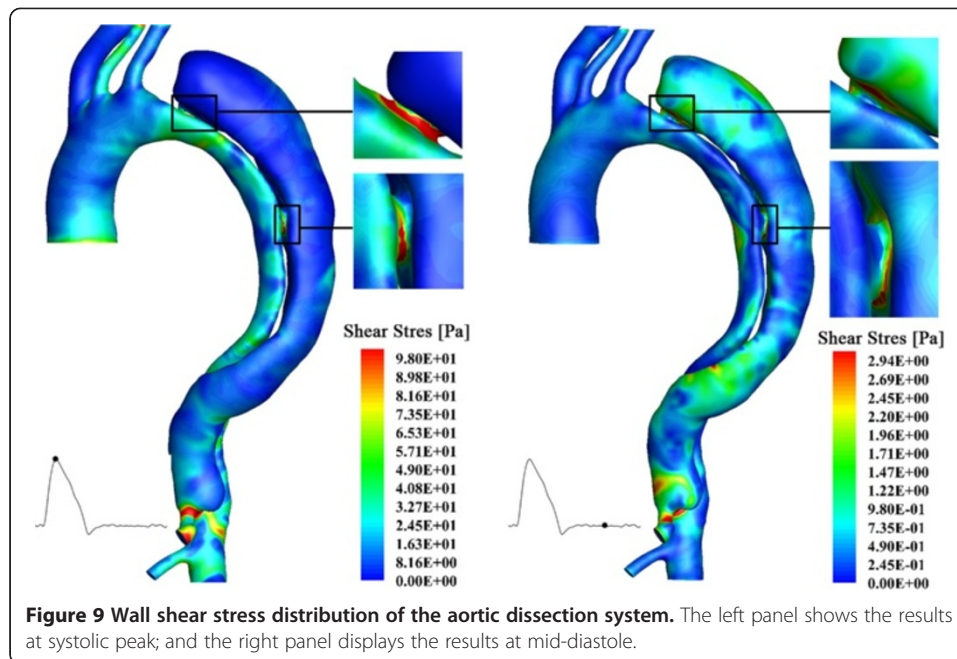 Shear Stres [Pa]
9.80E+01
8.98E+01
8.16E+01
7.35E+01
6.53E+01
5.71E+01
4.90E+01
4.08E+01
3.27E+01
2.45E+01
1.63E+01
8.16E+00
0.00E+00
Shear Stres [Pa]
2.94E+00
2.69E+00
2.45E+00
2.20E+00
1.96E+00
1.71E+00
1.47E+00
1.22E+00
9.80E-01
7.35E-01
4.90E-01
2.45E-01
0.00E+00
Figure 9 Wall shear stress distribution of the aortic dissection system. The left panel shows the results
at systolic peak; and the right panel displays the results at mid-diastole.